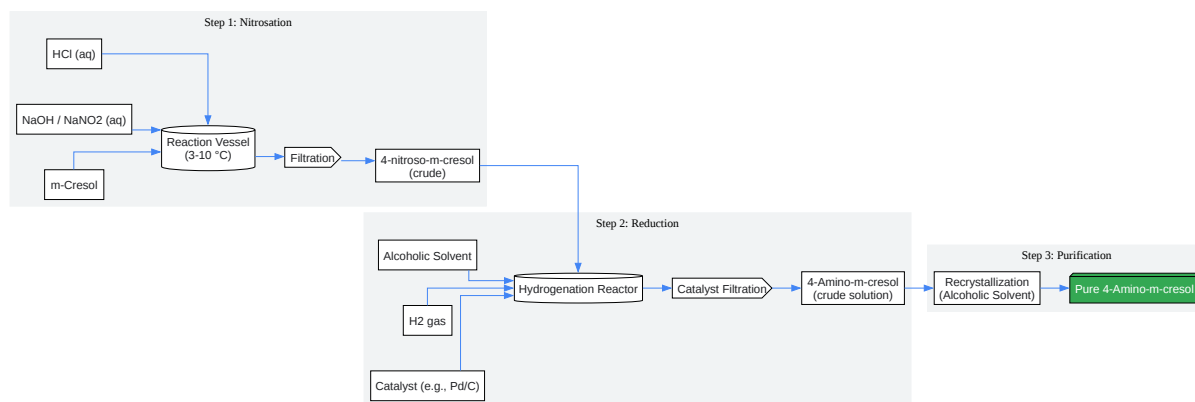 Step 1: Nitrosation
HCl (aq)
NaOH / NaNO2 (aq)
m-Cresol
Reaction Vessel
(3-10 °C)
Filtration
4-nitroso-m-cresol
(crude)
Step 2: Reduction
Alcoholic Solvent
H2 gas
Catalyst (e.g., Pd/C)
Hydrogenation Reactor
Catalyst Filtration
4-Amino-m-cresol
(crude solution)
Step 3: Purification
Recrystallization
(Alcoholic Solvent)
Pure 4-Amino-m-cresol